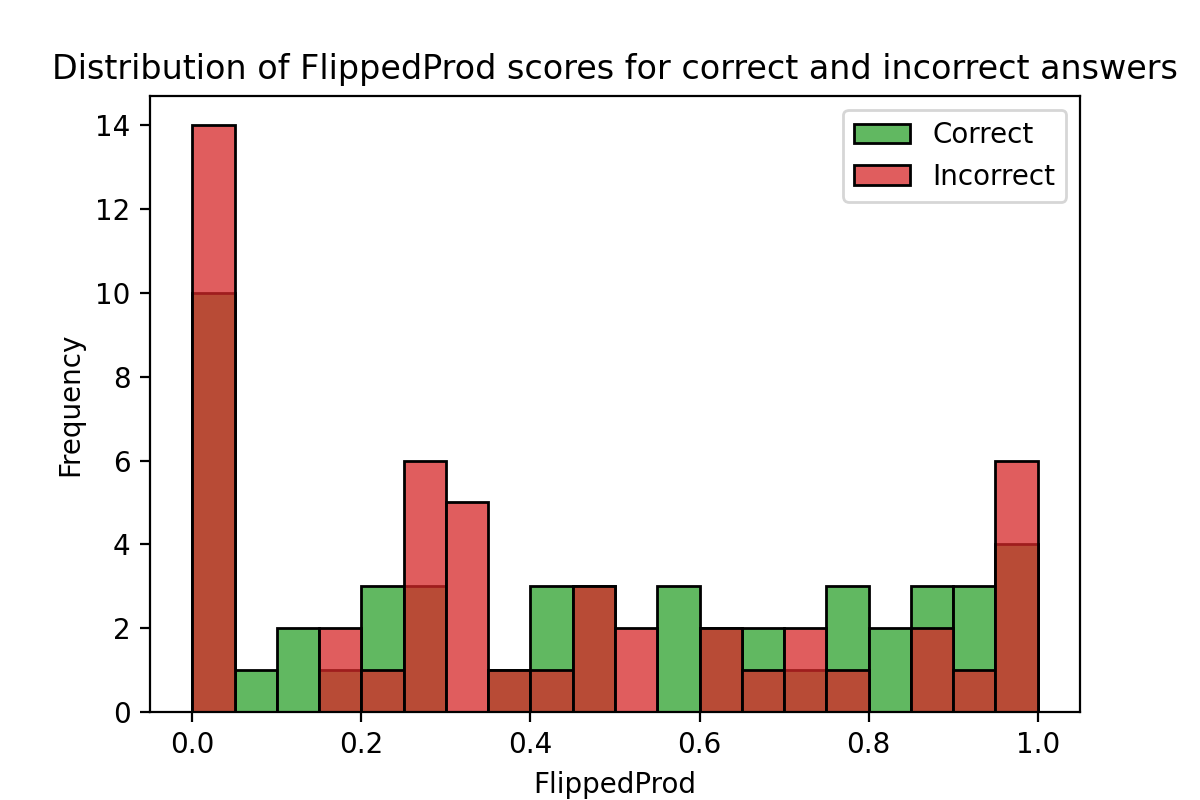 Distribution of FlippedProd scores for correct and incorrect answers
Correct
Incorrect
14
12
10
8
6
4
2
0
Frequency
0.0 0.2 0.4 0.6 0.8 1.0
FlippedProd